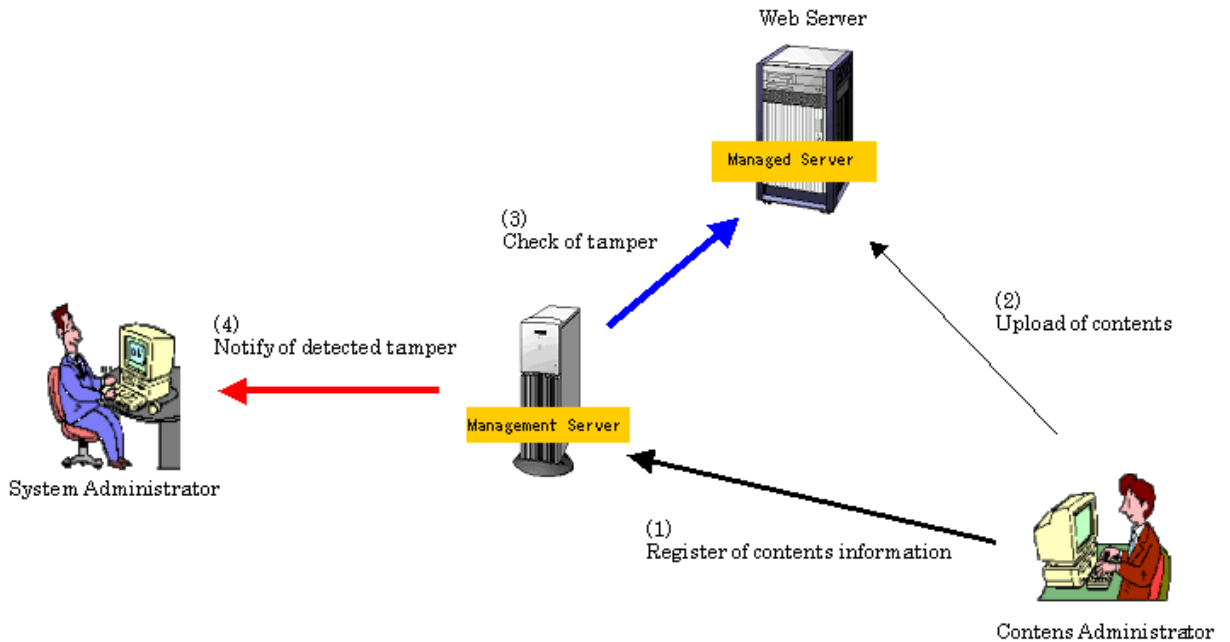 Web Server
Managed Server
(3)
Check of tamper
(2)
Upload of contents
(4)
Notify of detected tamper
Management Server
System Administrator
(1)
Register of contents information
Contens Administrator